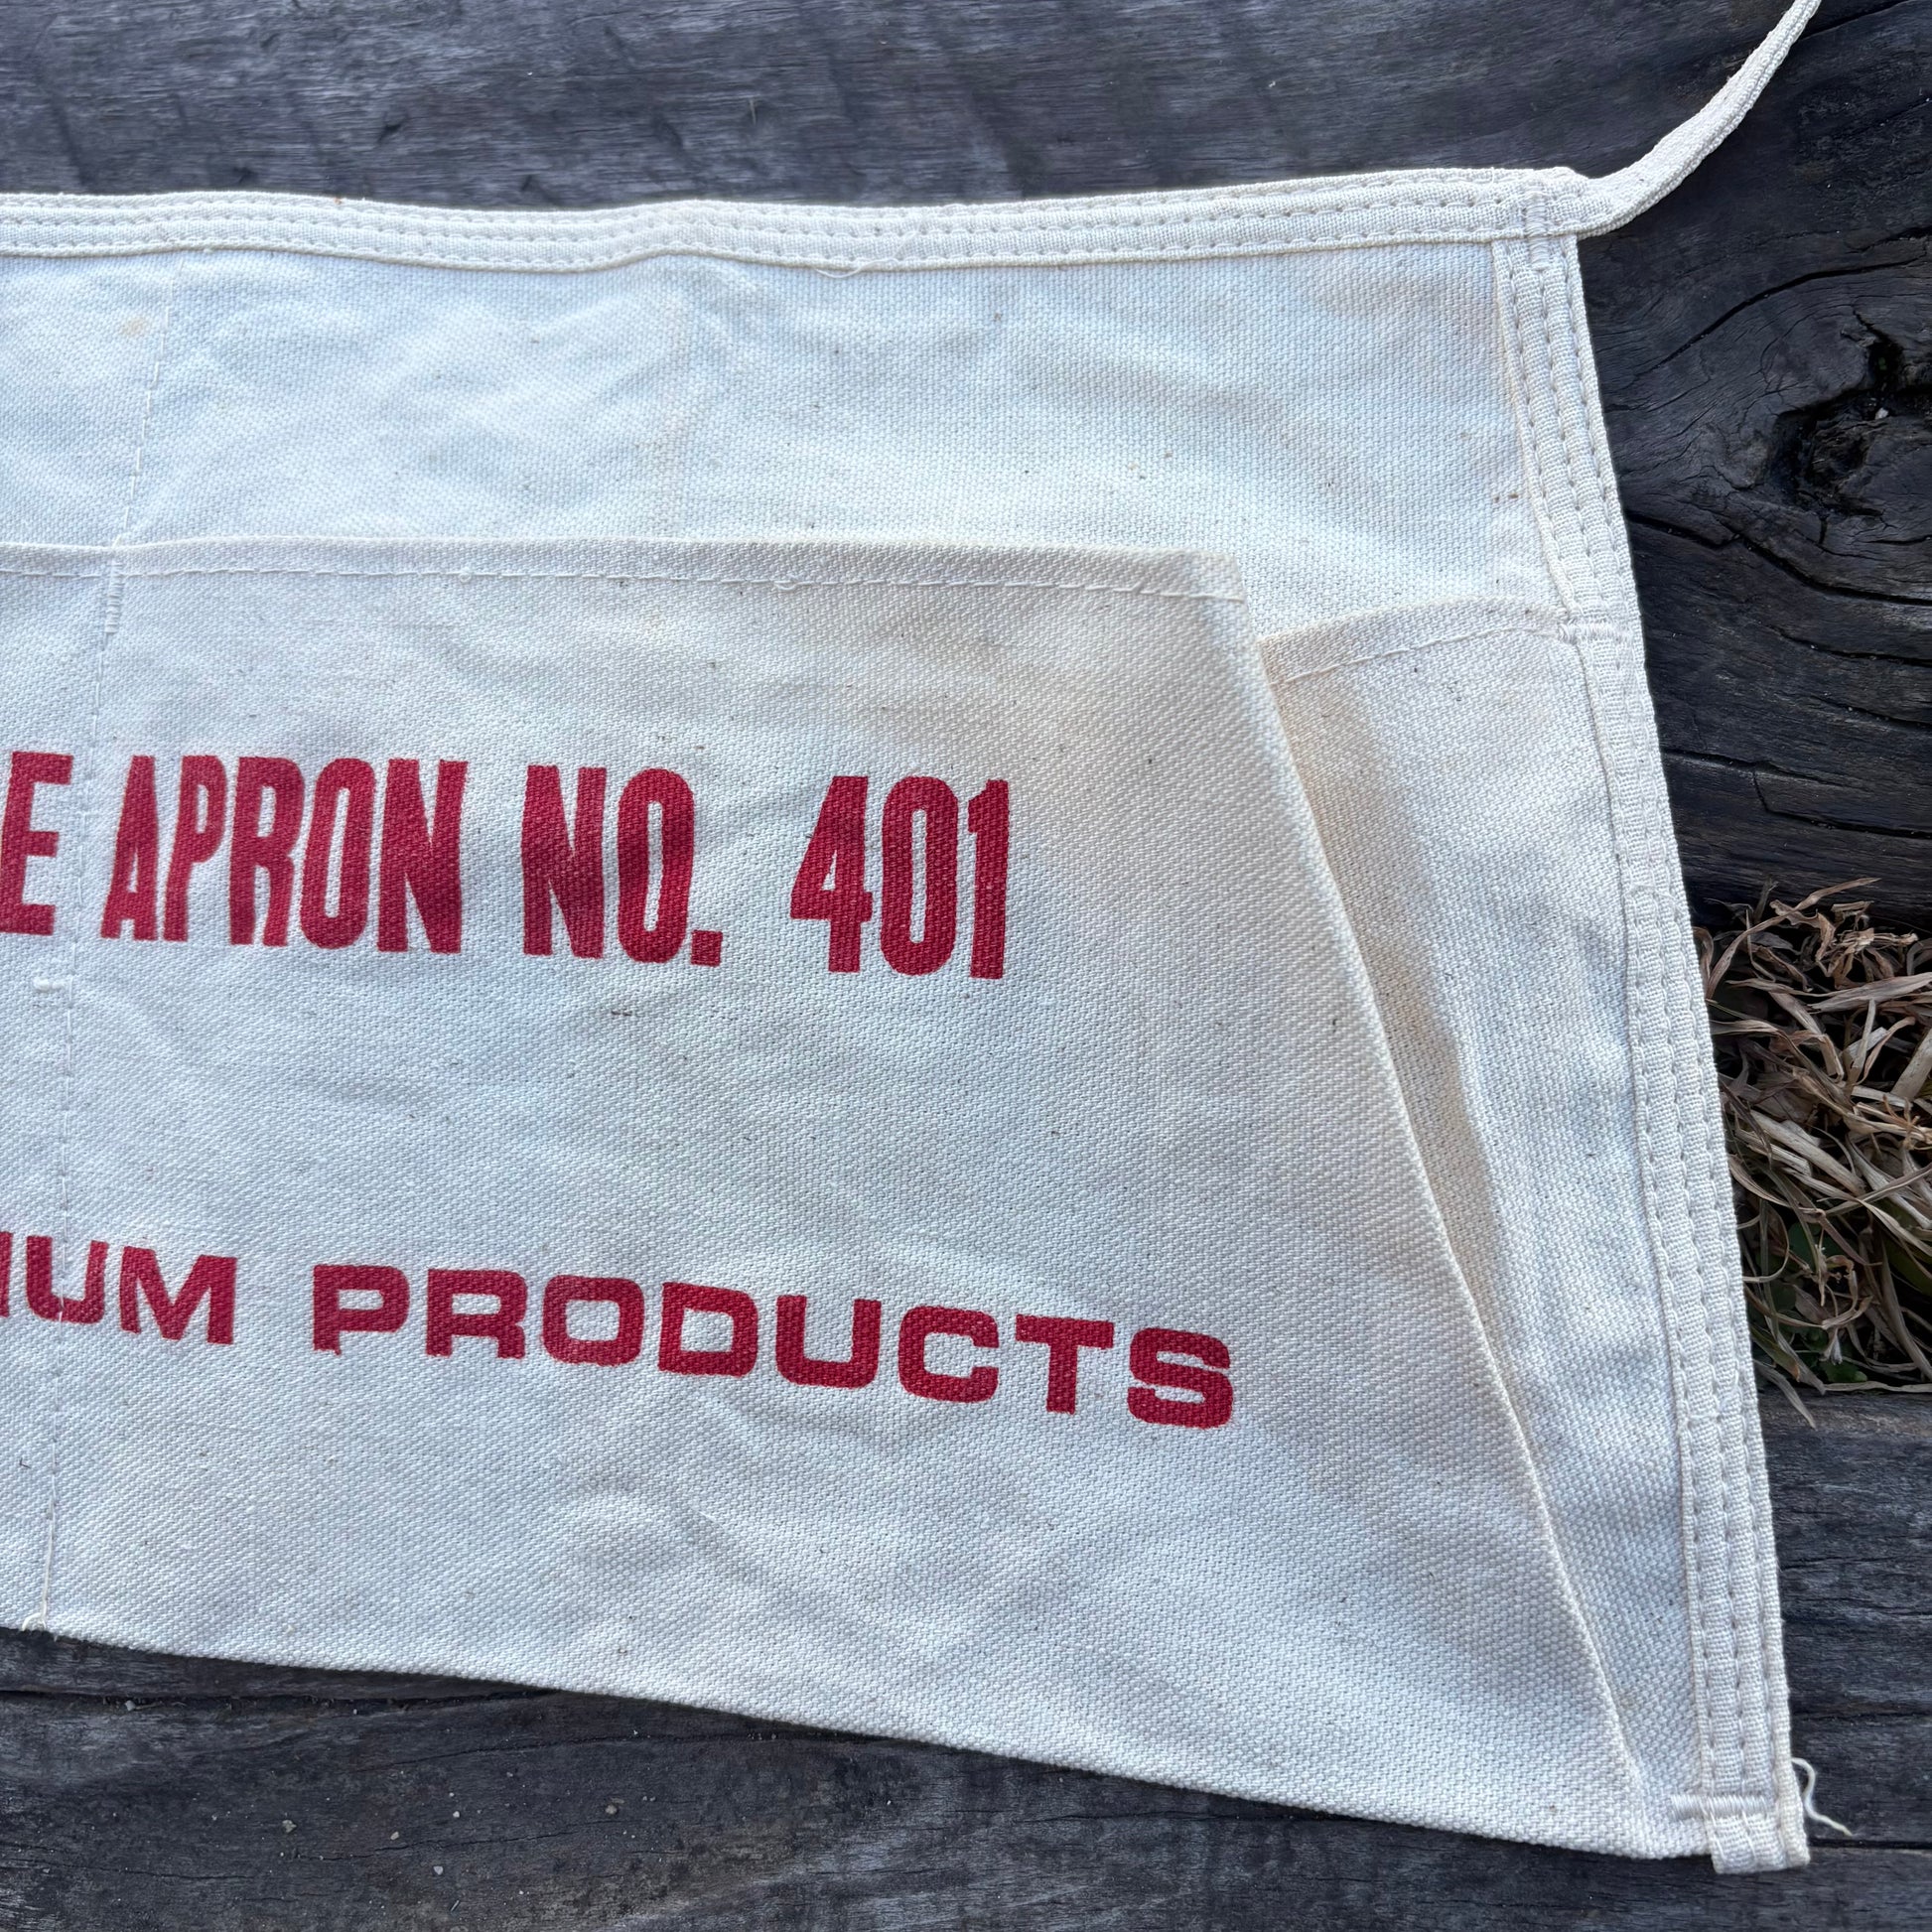 E APRON NO. 401
IUM PRODUCTS